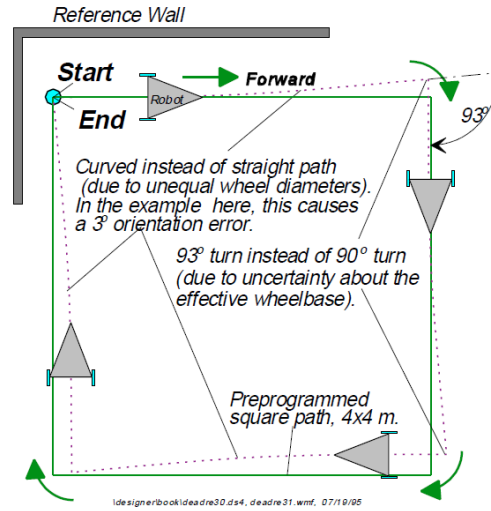 Reference Wall
Start
End
Robot
Forward
93°
Curved instead of straight path
(due to unequal wheel diameters).
In the example here, this causes
a 3° orientation error.
93° turn instead of 90° turn
(due to uncertainty about the
effective wheelbase).
Preprogrammed
square path, 4x4 m.
\designer\book\deadre30.ds4, deadre31.wmf, 07/19/95